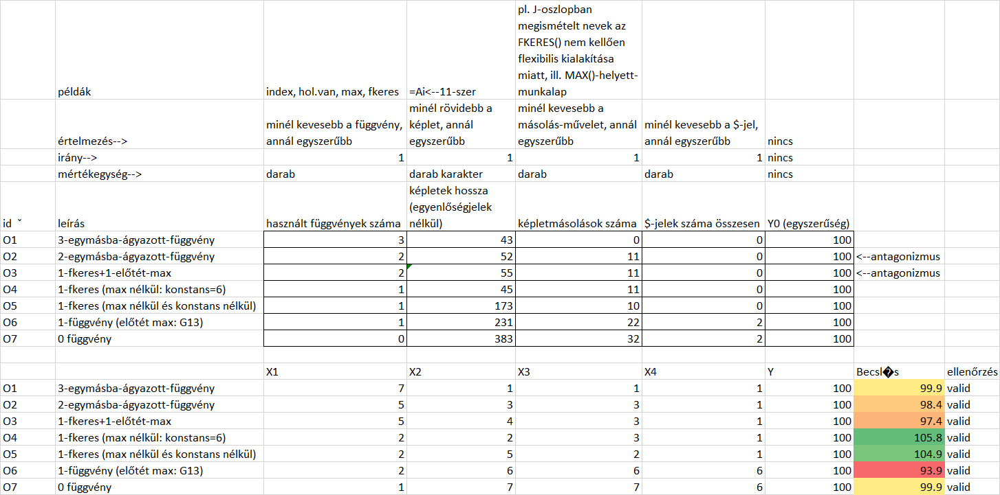 pl. J-oszlopban
megismételt nevek az
FKERES() nem kellően
flexibilis kialakítása
miatt, ill. MAX()-helyett-
példák index, hol.van, max, fkeres =Ai<--11-szer munkalap
minél rövidebb a minél kevesebb a
minél kevesebb a függvény, képlet, annál másolás-művelet, annál minél kevesebb a $-jel,
értelmezés--> annál egyszerűbb egyszerűbb egyszerűbb annál egyszerűbb nincs
irány--> 1 1 1 1 nincs
mértékegység--> darab darab karakter darab darab nincs
képletek hossza
(egyenlőségjelek
id ˇ leírás használt függvények száma nélkül) képletmásolások száma $-jelek száma összesen Y0 (egyszerűség)
O1 3-egymásba-ágyazott-függvény 3 43 0 0 100
O2 2-egymásba-ágyazott-függvény 2 52 11 0 100 <--antagonizmus
O3 1-fkeres+1-előtét-max 2 55 11 0 100 <--antagonizmus
O4 1-fkeres (max nélkül: konstans=6) 1 45 11 0 100
O5 1-fkeres (max nélkül és konstans nélkül) 1 173 10 0 100
O6 1-függvény (előtét max: G13) 1 231 22 2 100
O7 0 függvény 0 383 32 2 100
X1 X2 X3 X4 Y Becsl�s ellenőrzés
O1 3-egymásba-ágyazott-függvény 7 1 1 1 100 99.9 valid
O2 2-egymásba-ágyazott-függvény 5 3 3 1 100 98.4 valid
O3 1-fkeres+1-előtét-max 5 4 3 1 100 97.4 valid
O4 1-fkeres (max nélkül: konstans=6) 2 2 3 1 100 105.8 valid
O5 1-fkeres (max nélkül és konstans nélkül) 2 5 2 1 100 104.9 valid
O6 1-függvény (előtét max: G13) 2 6 6 6 100 93.9 valid
O7 0 függvény 1 7 7 6 100 99.9 valid